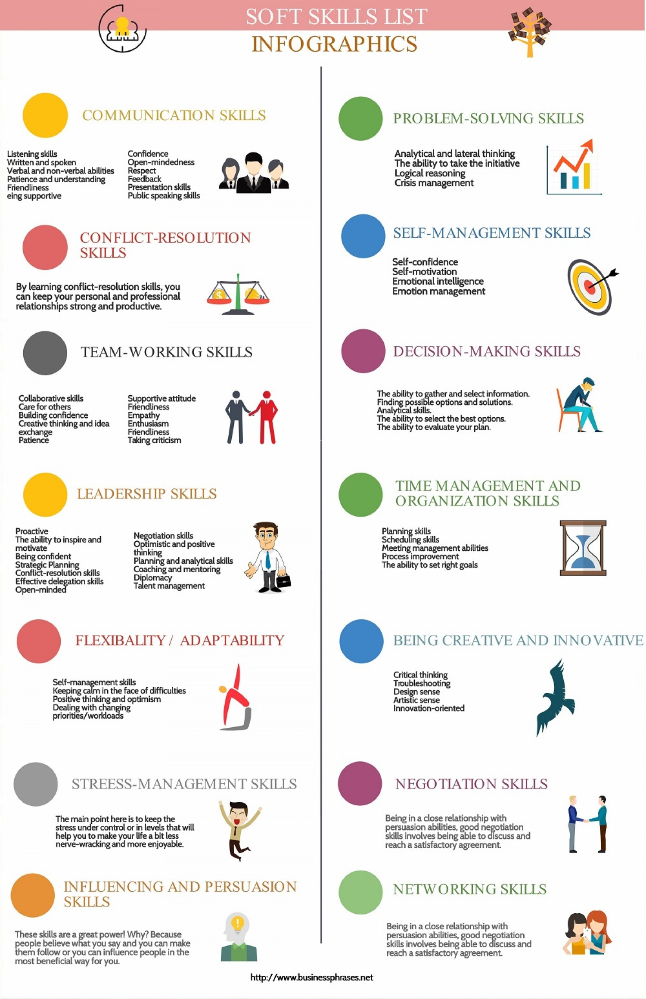 SOFT SKILLS LIST
INFOGRAPHICS
COMMUNICATION SKILLS
Listening skills
Written and spoken
Verbal and non-verbal abilities
Patience and understanding
Friendliness
eing supportive
Confidence
Open-mindedness
Respect
Feedback
Presentation skills
Public speaking skills
CONFLICT-RESOLUTION
SKILLS
By learning conflict-resolution skills, you
can keep your personal and professional
relationships strong and productive.
$
TEAM-WORKING SKILLS
Collaborative skills
Care for others
Building confidence
Creative thinking and idea
exchange
Patience
Supportive attitude
Friendliness
Empathy
Enthusiasm
Friendliness
Taking criticism
LEADERSHIP SKILLS
Proactive
The ability to inspire and
motivate
Being confident
Strategic Planning
Conflict-resolution skills
Effective delegation skills
Open-minded
Negotiation skills
Optimistic and positive
thinking
Planning and analytical skills
Coaching and mentoring
Diplomacy
Talent management
FLEXIBALITY / ADAPTABILITY
Self-management skills
Keeping calm in the face of difficulties
Positive thinking and optimism
Dealing with changing
priorities/workloads
STREESS-MANAGEMENT SKILLS
The main point here is to keep the
stress under control or in levels that will
help you to make your life a bit less
nerve-wracking and more enjoyable.
INFLUENCING AND PERSUASION
SKILLS
These skills are a great power! Why? Because
people believe what you say and you can make
them follow or you can influence people in the
most beneficial way for you.
!
PROBLEM-SOLVING SKILLS
Analytical and lateral thinking
The ability to take the initiative
Logical reasoning
Crisis management
SELF-MANAGEMENT SKILLS
Self-confidence
Self-motivation
Emotional intelligence
Emotion management
DECISION-MAKING SKILLS
The ability to gather and select information.
Finding possible options and solutions.
Analytical skills.
The ability to select the best options.
The ability to evaluate your plan.
TIME MANAGEMENT AND
ORGANIZATION SKILLS
Planning skills
Scheduling skills
Meeting management abilities
Process improvement
The ability to set right goals
BEING CREATIVE AND INNOVATIVE
Critical thinking
Troubleshooting
Design sense
Artistic sense
Innovation-oriented
NEGOTIATION SKILLS
Being in a close relationship with
persuasion abilities, good negotiation
skills involves being able to discuss and
reach a satisfactory agreement.
NETWORKING SKILLS
Being in a close relationship with
persuasion abilities, good negotiation
skills involves being able to discuss and
reach a satisfactory agreement.
http://www.businessphrases.net